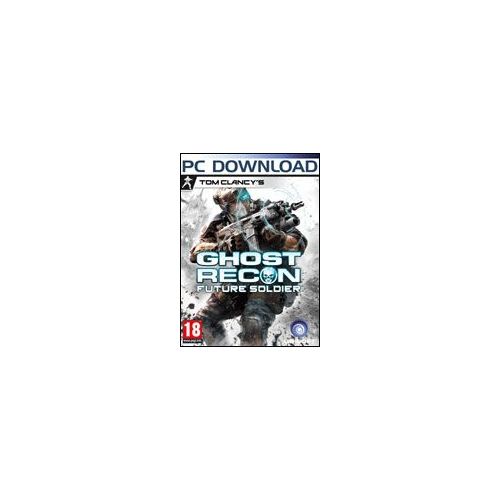 PC DOWNLOAD
TOM CLANCY'S
GHOST
RECON
FUTURE SOLDIER
18